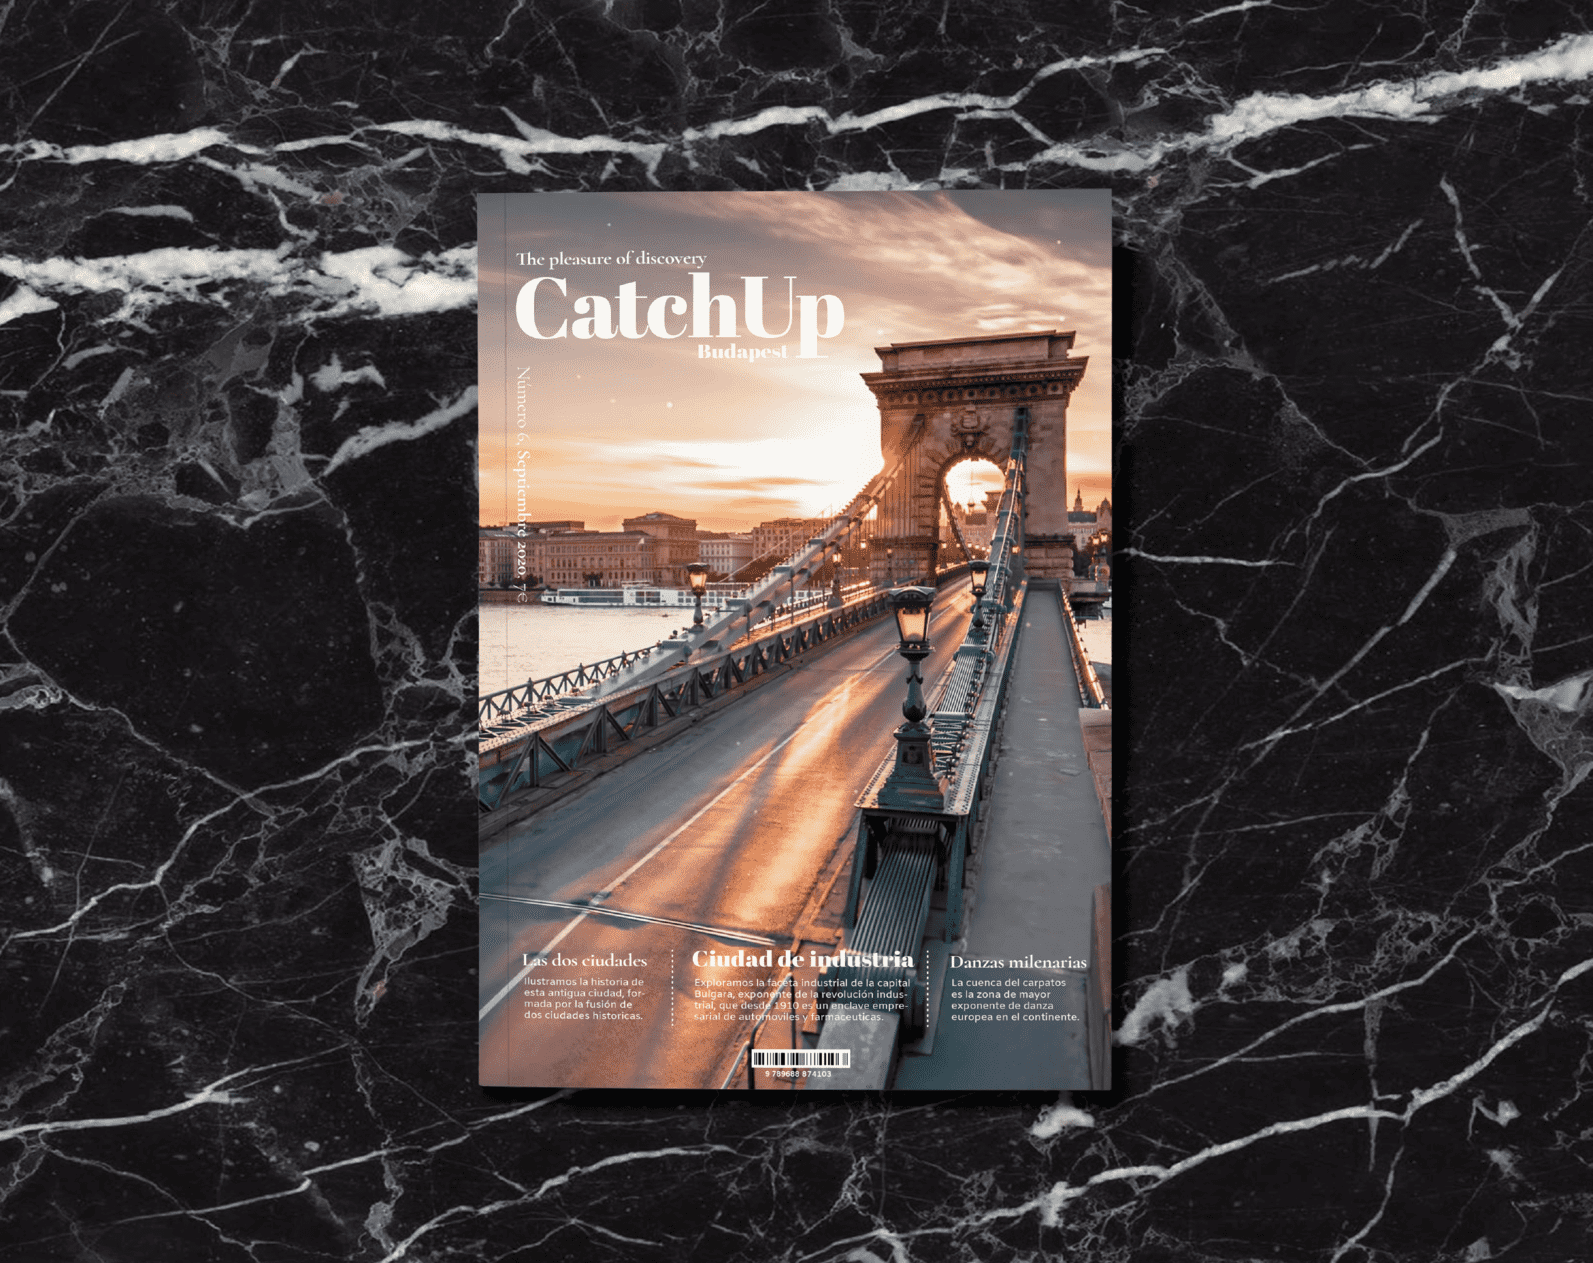 The pleasure of discovery
CatchUp
Budapest
Número 6, Septiembre 2020. 7€
Las dos ciudades
Ilustramos la historia de
esta antigua ciudad, for-
mada por la fusión de
dos ciudades historicas.
Ciudad de industria
Exploramos la faceta industrial de la capital
Bulgara, exponente de la revolución indus-
trial, que desde 1910 es un enclave empre-
sarial de automoviles y farmaceuticas.
Danzas milenarias
La cuenca del carpatos
es la zona de mayor
exponente de danza
europea en el continente.
9 789688 874103